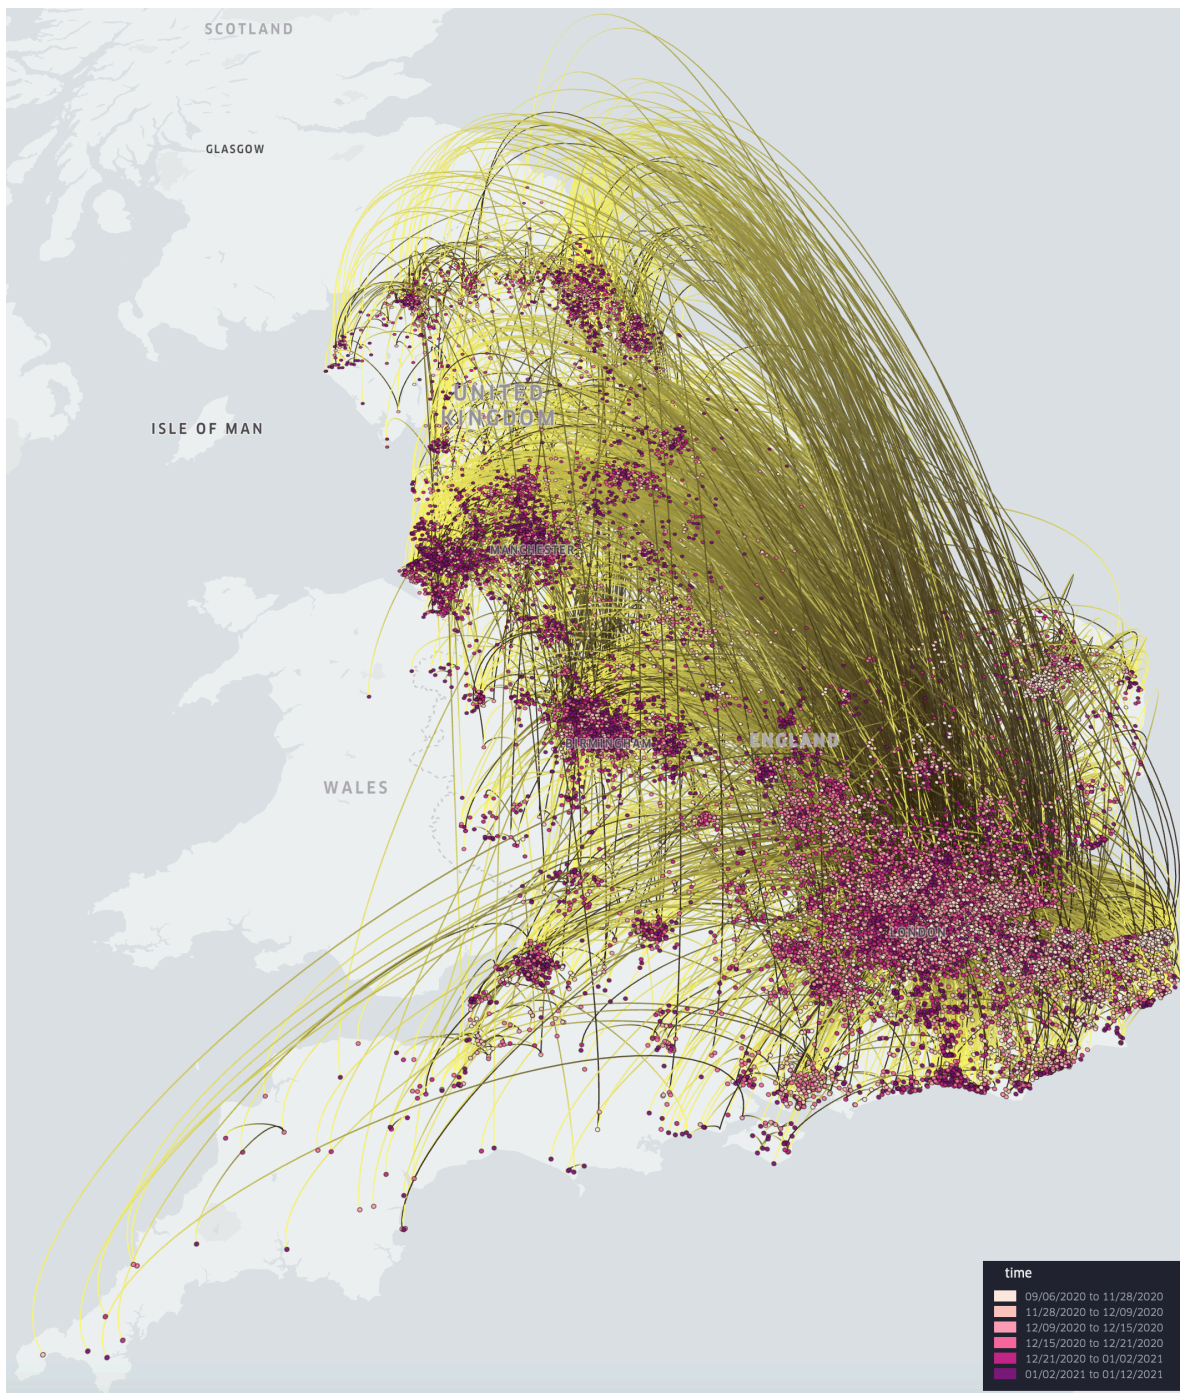 SCOTLAND
GLASGOW
UNITED
KINGDOM
ISLE OF MAN
MANCHESTER
BIRMINGHAM
ENGLAND
WALES
LONDON
time
09/06/2020 to 11/28/2020
11/28/2020 to 12/09/2020
12/09/2020 to 12/15/2020
12/15/2020 to 12/21/2020
12/21/2020 to 01/02/2021
01/02/2021 to 01/12/2021